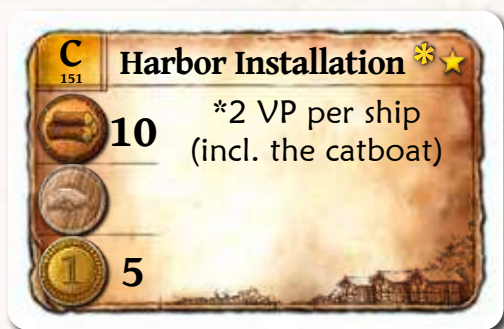 C
151
Harbor Installation *
*2 VP per ship
(incl. the catboat)
10
1
5